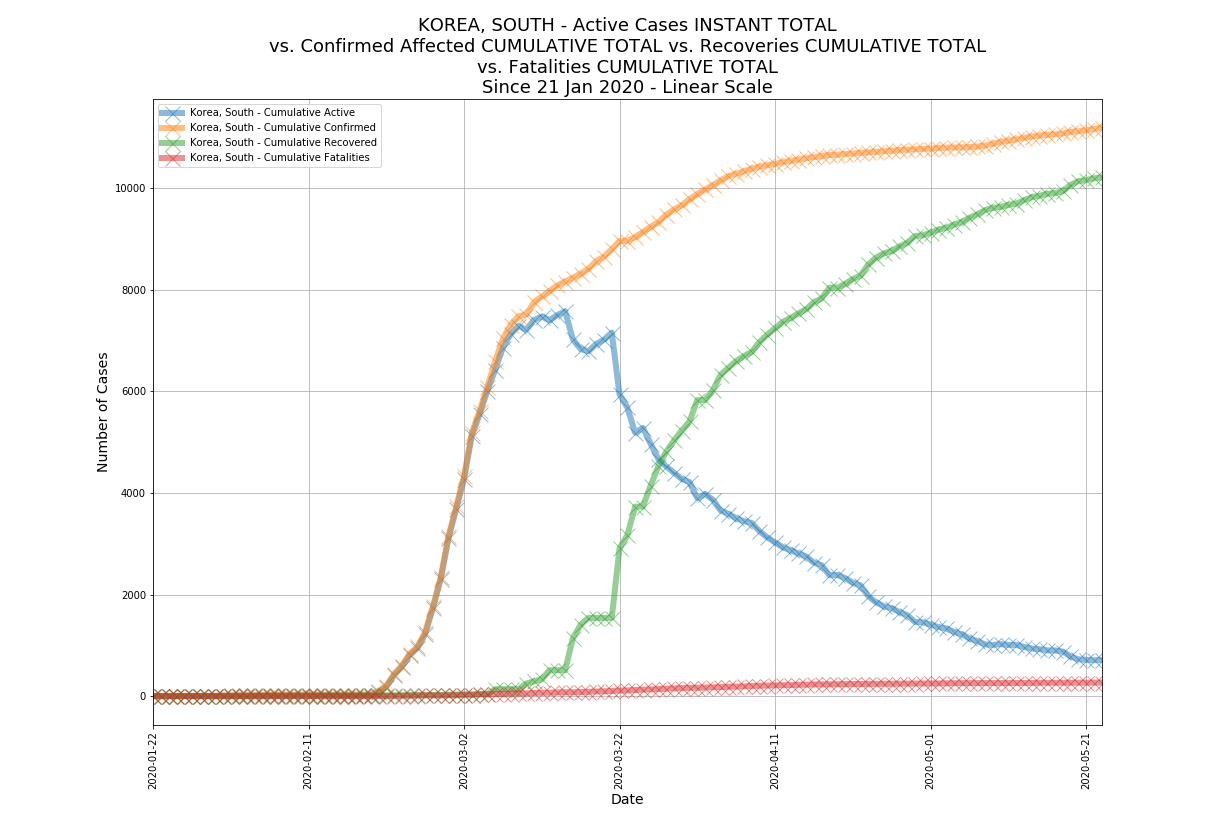 KOREA, SOUTH - Active Cases INSTANT TOTAL
vs. Confirmed Affected CUMULATIVE TOTAL vs. Recoveries CUMULATIVE TOTAL
vs. Fatalities CUMULATIVE TOTAL
Since 21 Jan 2020 - Linear Scale
Korea, South - Cumulative Active
Korea, South - Cumulative Confirmed
Korea, South - Cumulative Recovered
Korea, South - Cumulative Fatalities
Number of Cases
10000
8000
6000
4000
2000
0
2020-01-22
2020-02-11
2020-03-02
2020-03-22
2020-04-11
2020-05-01
2020-05-21
Date